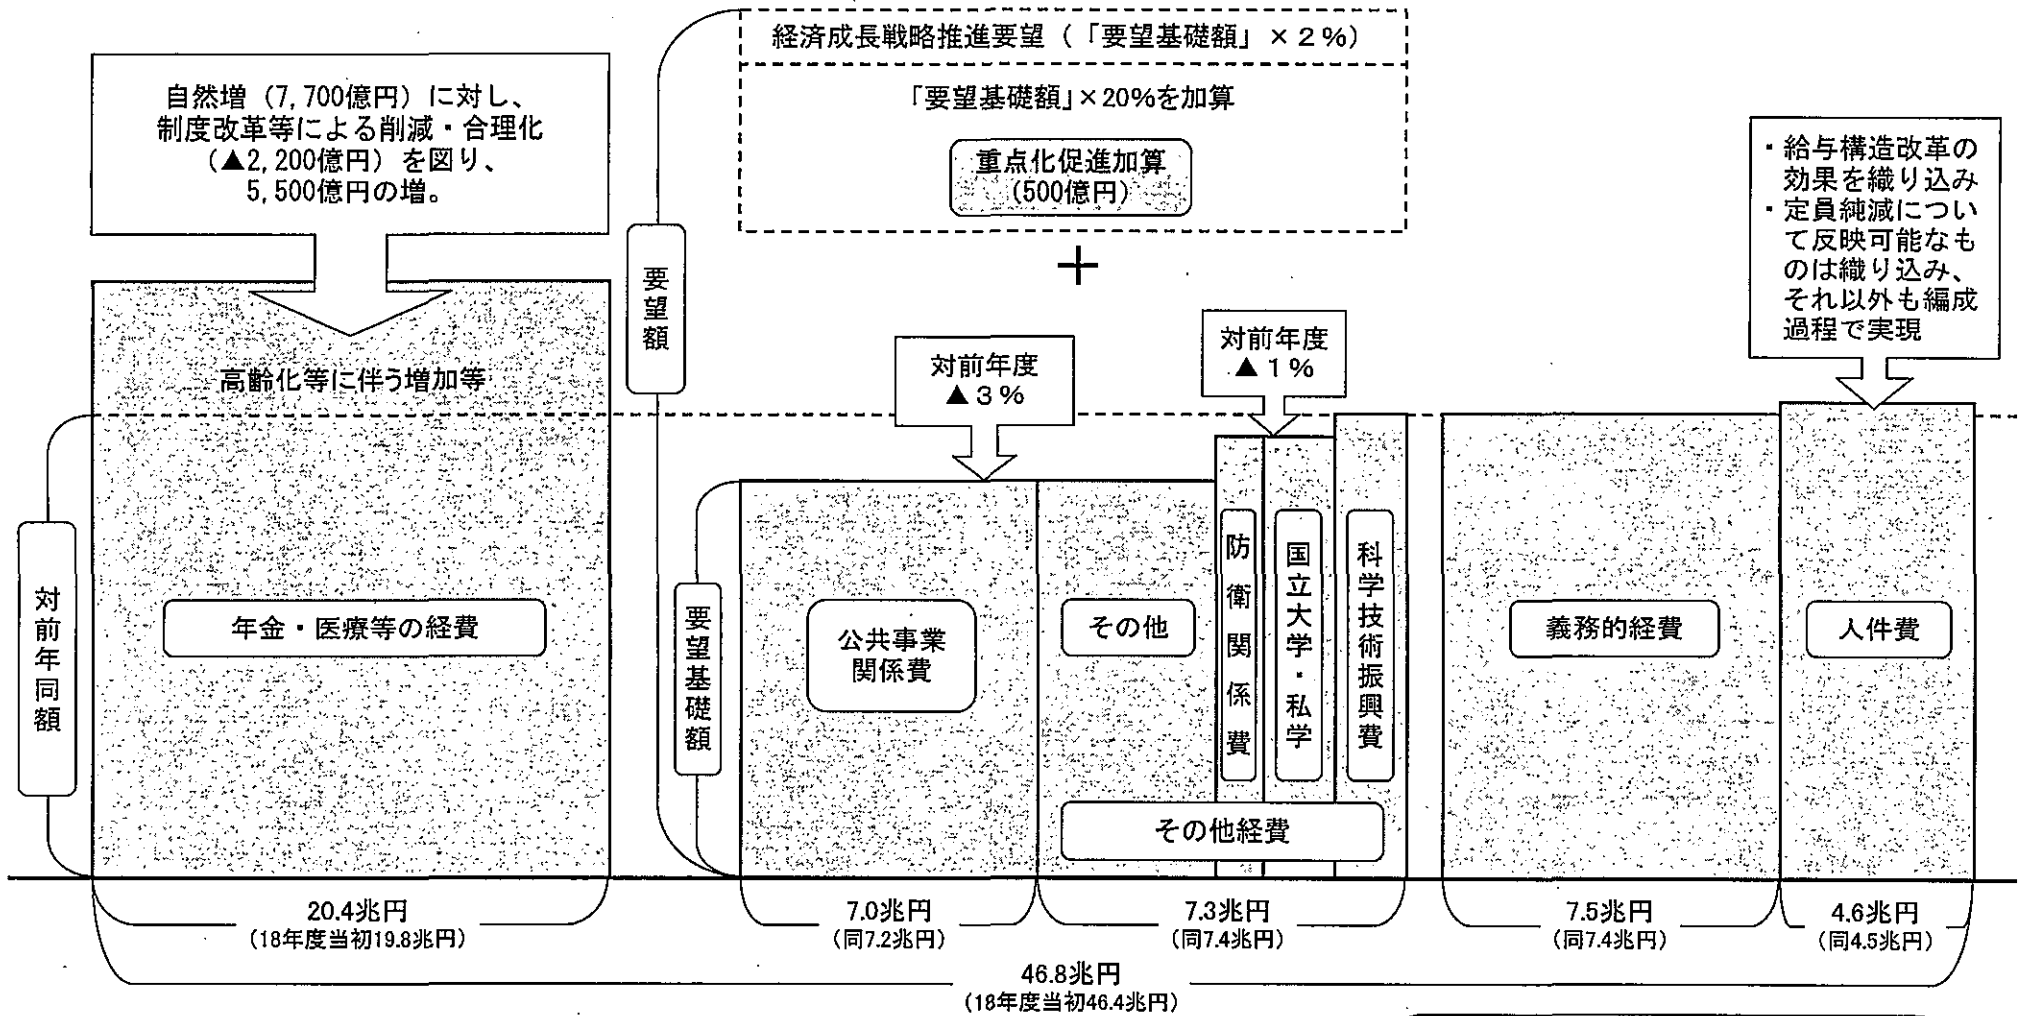 経済成長戦略推進要望（「要望基礎額」×２％）
「要望基礎額」×20%を加算
重点化促進加算
(500億円)
自然増（7,700億円）に対し、
制度改革等による削減・合理化
（▲2,200億円）を図り、
5,500億円の増。
・給与構造改革の
効果を織り込み
・定員純減につい
て反映可能なも
のは織り込み、
それ以外も編成
過程で実現
要望額
＋
対前年度
▲３％
対前年度
▲１％
高齢化等に伴う増加等
対前年同額
年金・医療等の経費
要望基礎額
公共事業
関係費
その他
防衛関係費
国立大学・私学
科学技術振興費
その他経費
義務的経費
人件費
20.4兆円
（18年度当初19.8兆円）
7.0兆円
（同7.2兆円）
7.3兆円
（同7.4兆円）
7.5兆円
（同7.4兆円）
4.6兆円
（同4.5兆円）
46.8兆円
（18年度当初46.4兆円）